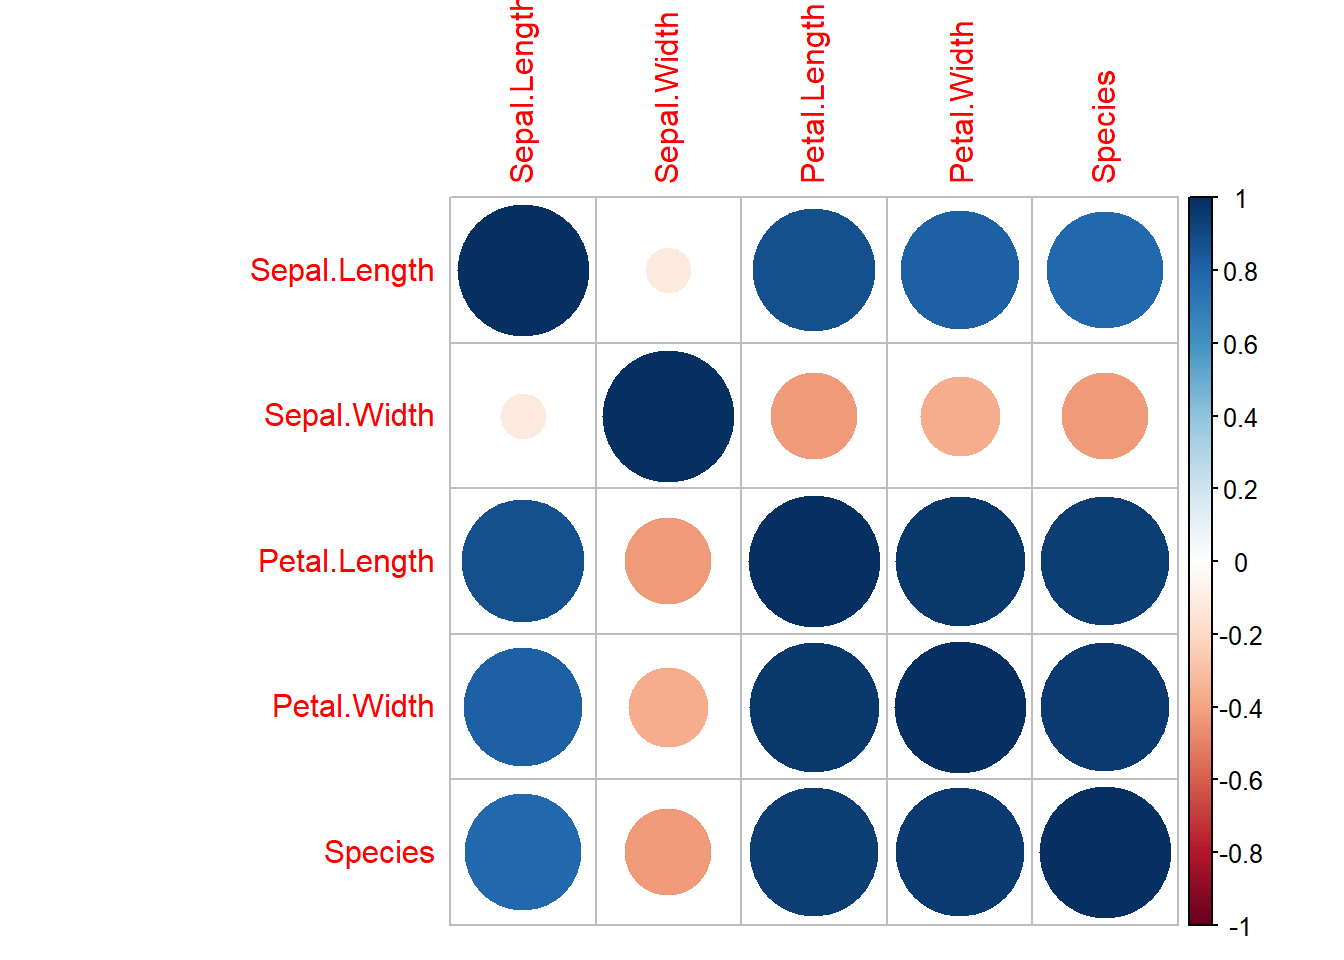 Sepal.Length
Sepal.Width
Petal.Length
Petal.Width
Species
Sepal.Length
Sepal.Width
Petal.Length
Petal.Width
Species
1
0.8
0.6
0.4
0.2
0
-0.2
-0.4
-0.6
-0.8
-1